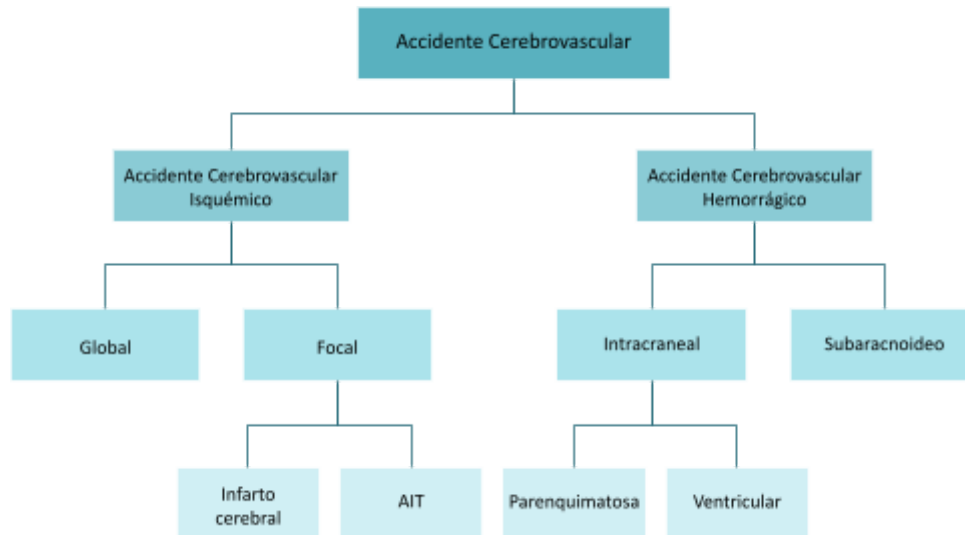 Accidente Cerebrovascular
Accidente Cerebrovascular
Isquémico
Accidente Cerebrovascular
Hemorrágico
Global
Focal
Intracraneal
Subaracnoideo
Infarto
cerebral
AIT
Parenquimatosa
Ventricular